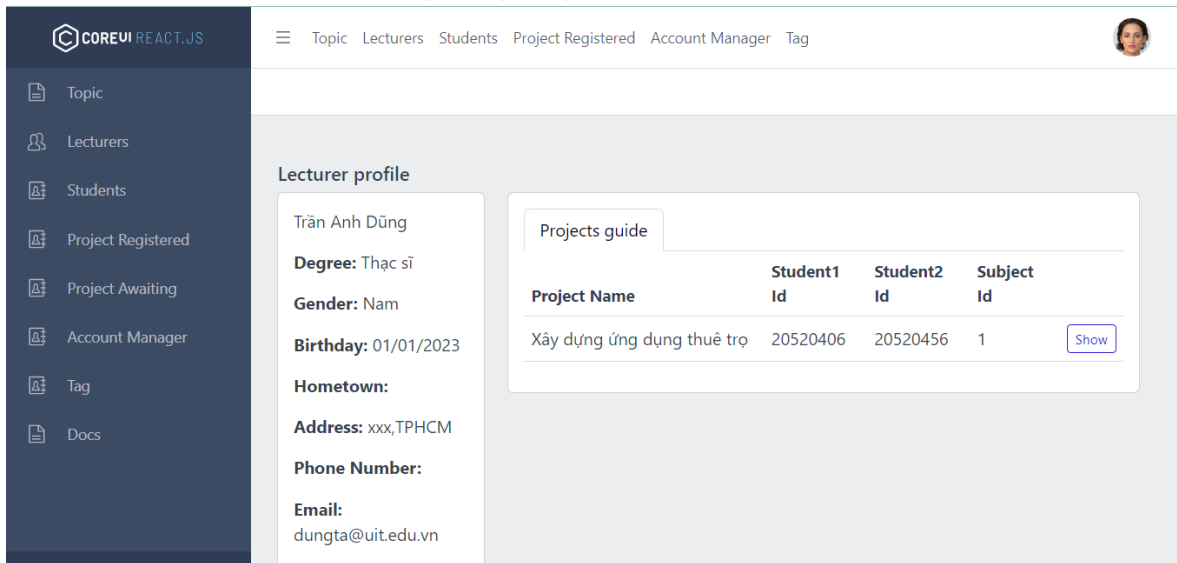 COREUI REACT.JS
Topic Lecturers Students Project Registered Account Manager Tag
Topic
Lecturers
Students
Project Registered
Project Awaiting
Account Manager
Tag
Docs
Lecturer profile
Trần Anh Dũng
Degree: Thạc sĩ
Gender: Nam
Birthday: 01/01/2023
Hometown:
Address: xxx,TPHCM
Phone Number:
Email:
dungta@uit.edu.vn
Projects guide
Project Name Student1 Id Student2 Id Subject Id
Xây dựng ứng dụng thuê trọ 20520406 20520456 1 Show